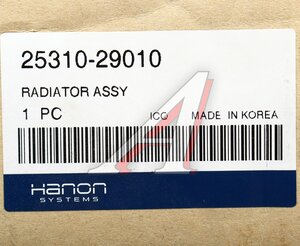 25310-29010
RADIATOR ASSY
1 PC ICO MADE IN KOREA
Hanon
SYSTEMS